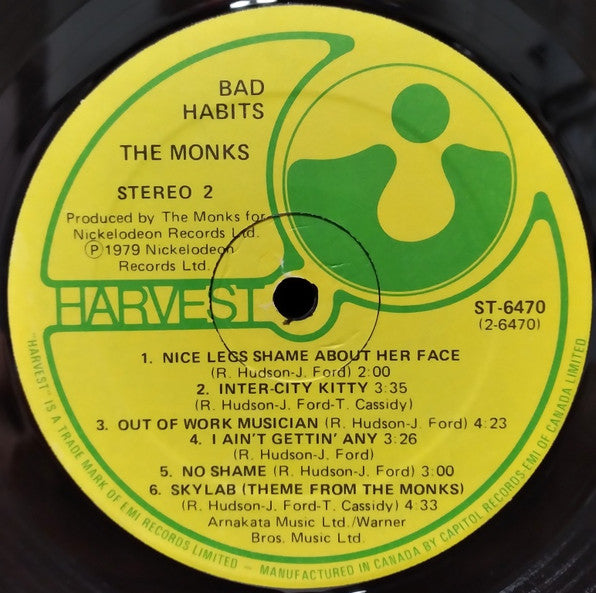 BAD
HABITS
THE MONKS
STEREO 2
Produced by The Monks for
Nickelodeon Records Ltd.
Ⓟ 1979 Nickelodeon
Records Ltd.
HARVEST
ST-6470
(2-6470)
1. NICE LEGS SHAME ABOUT HER FACE
(R. Hudson-J. Ford) 2:00
2. INTER-CITY KITTY 3:35
(R. Hudson-J. Ford-T. Cassidy)
3. OUT OF WORK MUSICIAN (R. Hudson-J. Ford) 4:23
4. I AIN'T GETTIN' ANY 3:26
(R. Hudson-J. Ford)
5. NO SHAME (R. Hudson-J. Ford) 3:00
6. SKYLAB (THEME FROM THE MONKS)
(R. Hudson-J. Ford-T. Cassidy) 4:33
Arnakata Music Ltd./Warner
Bros. Music Ltd.
"HARVEST" IS A TRADE MARK OF EMI RECORDS LIMITED – MANUFACTURED IN CANADA BY CAPITOL RECORDS-EMI OF CANADA LIMITED